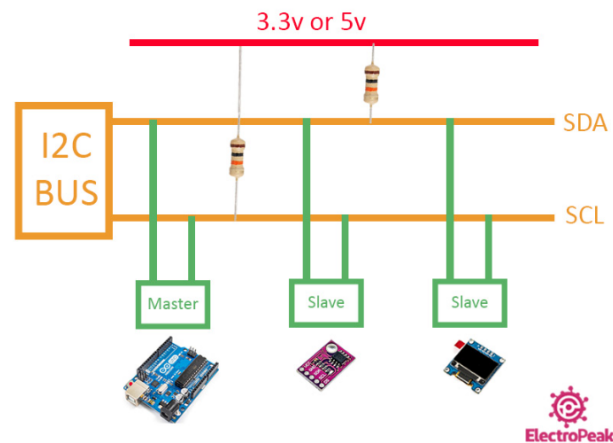 3.3v or 5v
I2C
BUS
SDA
SCL
Master
Slave
Slave
ElectroPeak